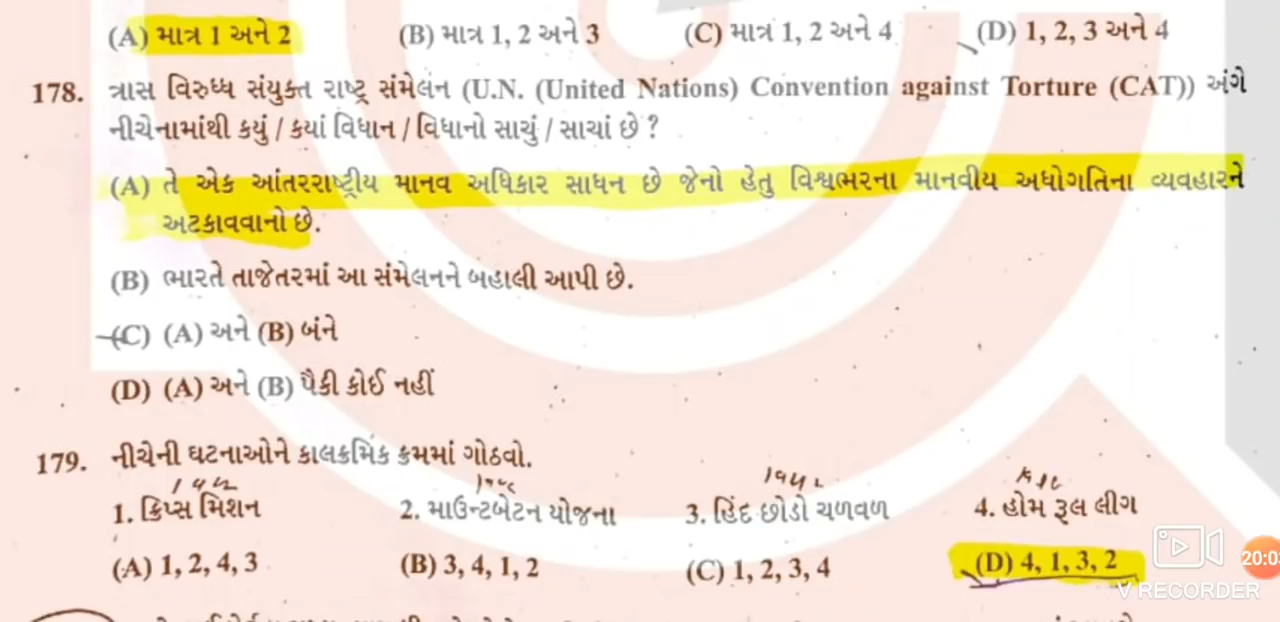 (A) માત્ર 1 અને 2 (B) માત્ર 1, 2 અને 3 (C) માત્ર 1, 2 અને 4 (D) 1, 2, 3 અને 4
178. ત્રાસ વિરુધ્ધ સંયુક્ત રાષ્ટ્ર સંમેલન (U.N. (United Nations) Convention against Torture (CAT)) અંગે
નીચેનામાંથી કયું / કયાં વિધાન / વિધાનો સાચું / સાચાં છે ?
(A) તે એક આંતરરાષ્ટ્રીય માનવ અધિકાર સાધન છે જેનો હેતુ વિશ્વભરના માનવીય અધોગતિના વ્યવહારને
અટકાવવાનો છે.
(B) ભારતે તાજેતરમાં આ સંમેલનને બહાલી આપી છે.
(C) (A) અને (B) બંને
(D) (A) અને (B) પૈકી કોઈ નહીં
179. નીચેની ઘટનાઓને કાલક્રમિક ક્રમમાં ગોઠવો.
1. ક્રિપ્સ મિશન 2. માઉન્ટબેટન યોજના 3. હિંદ છોડો ચળવળ 4. હોમ રૂલ લીગ
(A) 1, 2, 4, 3 (B) 3, 4, 1, 2 (C) 1, 2, 3, 4 (D) 4, 1, 3, 2
20:03
V RECORDER